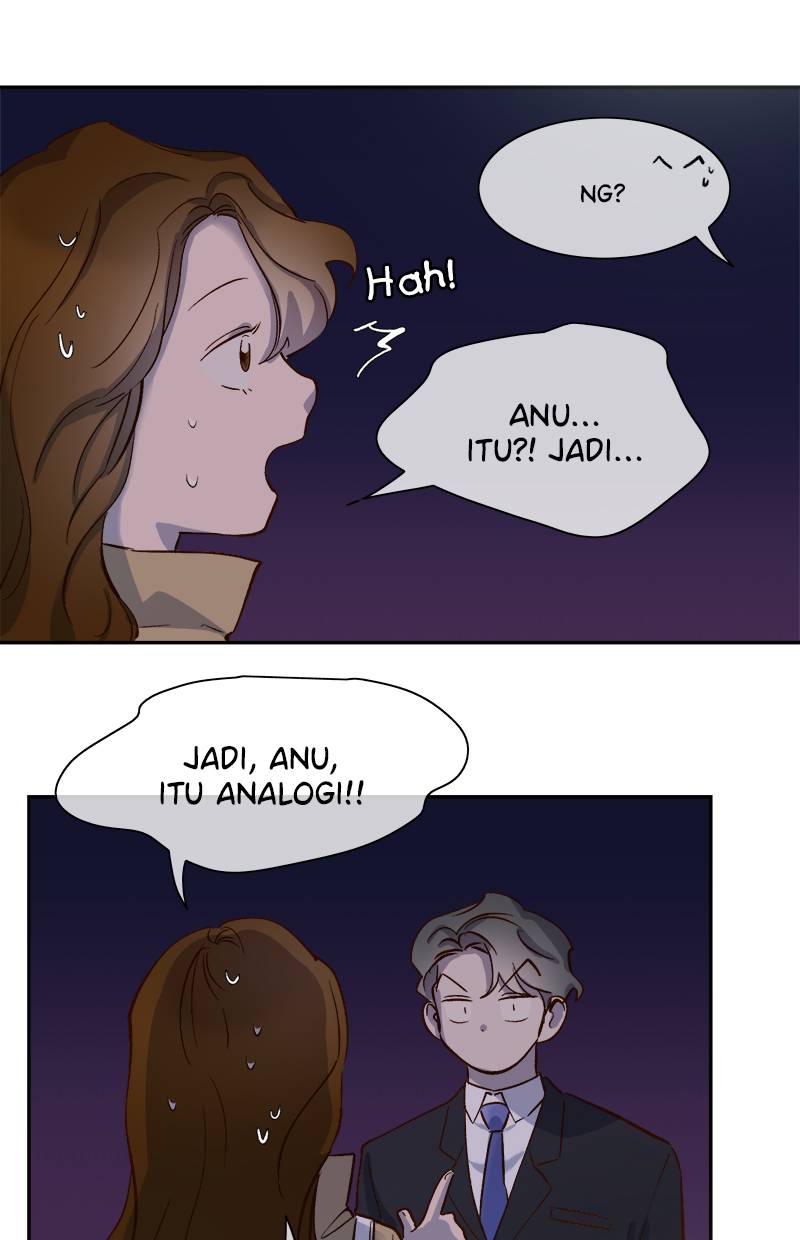 NG?
Hah!
ANU...
ITU?! JADI...
JADI, ANU,
ITU ANALOGI!!